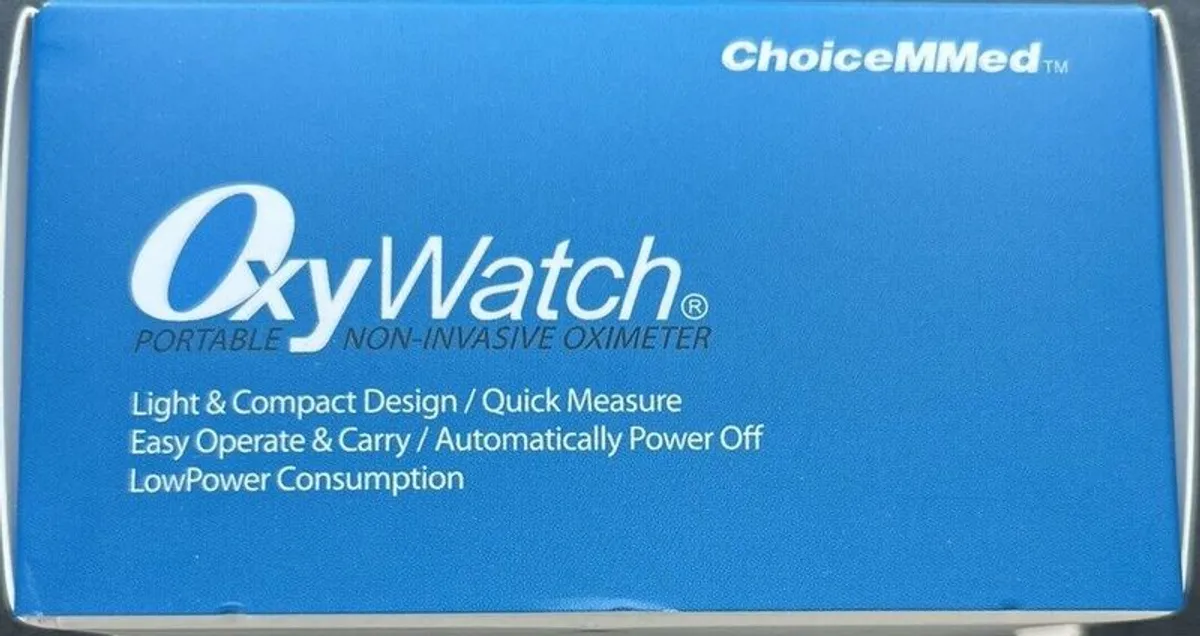 ChoiceMMed™
OxyWatch®
PORTABLE NON-INVASIVE OXIMETER
Light & Compact Design / Quick Measure
Easy Operate & Carry / Automatically Power Off
LowPower Consumption